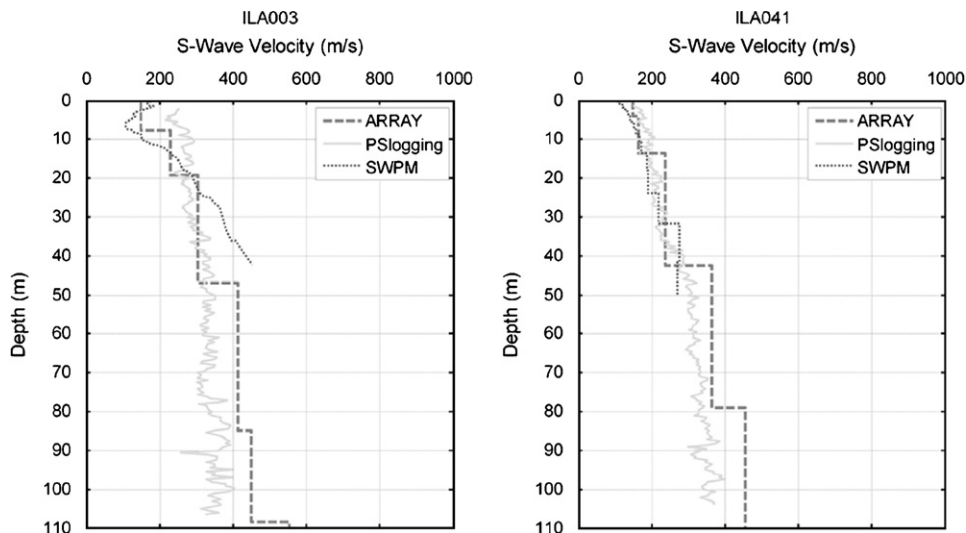 ILA003
S-Wave Velocity (m/s)
0 200 400 600 800 1000
0
10
20
30
40
50
60
70
80
90
100
110
Depth (m)
ARRAY
PSlogging
SWPM
ILA041
S-Wave Velocity (m/s)
0 200 400 600 800 1000
0
10
20
30
40
50
60
70
80
90
100
110
Depth (m)
ARRAY
PSlogging
SWPM